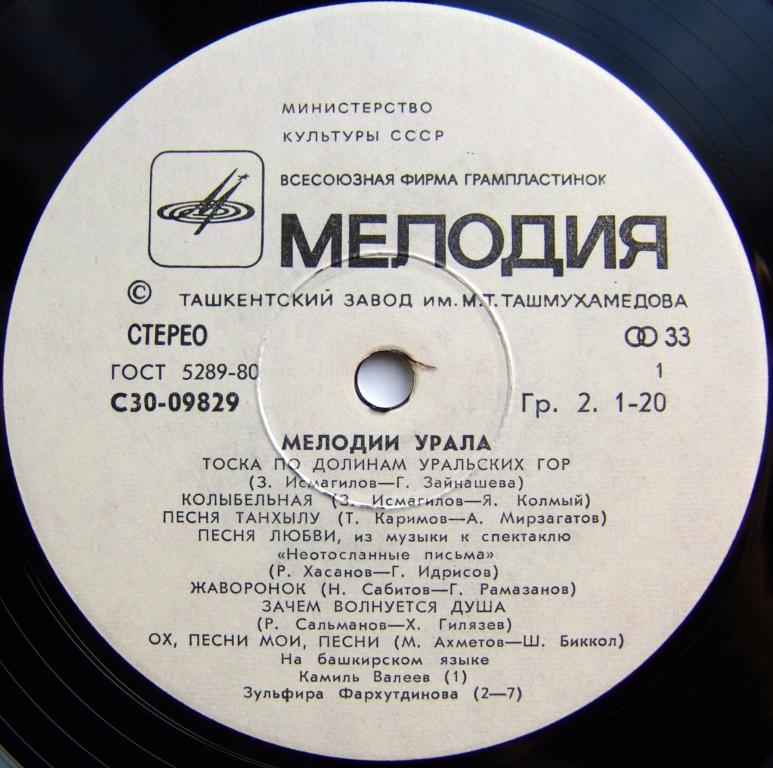 МИНИСТЕРСТВО
КУЛЬТУРЫ СССР
ВСЕСОЮЗНАЯ ФИРМА ГРАМПЛАСТИНОК
МЕЛОДИЯ
© ТАШКЕНТСКИЙ ЗАВОД ИМ. М.Т. ТАШМУХАМЕДОВА
СТЕРЕО 33
ГОСТ 5289-80 1
С30-09829 Гр. 2. 1-20
МЕЛОДИИ УРАЛА
ТОСКА ПО ДОЛИНАМ УРАЛЬСКИХ ГОР
(З. Исмагилов—Г. Зайнашева)
КОЛЫБЕЛЬНАЯ (З. Исмагилов—Я. Колмый)
ПЕСНЯ ТАНХЫЛУ (Т. Каримов—А. Мирзагатов)
ПЕСНЯ ЛЮБВИ, из музыки к спектаклю
«Неотосланные письма»
(Р. Хасанов—Г. Идрисов)
ЖАВОРОНОК (Н. Сабитов—Г. Рамазанов)
ЗАЧЕМ ВОЛНУЕТСЯ ДУША
(Р. Сальманов—Х. Гилязев)
ОХ, ПЕСНИ МОИ, ПЕСНИ (М. Ахметов—Ш. Биккол)
На башкирском языке
Камиль Валеев (1)
Зульфира Фархутдинова (2—7)